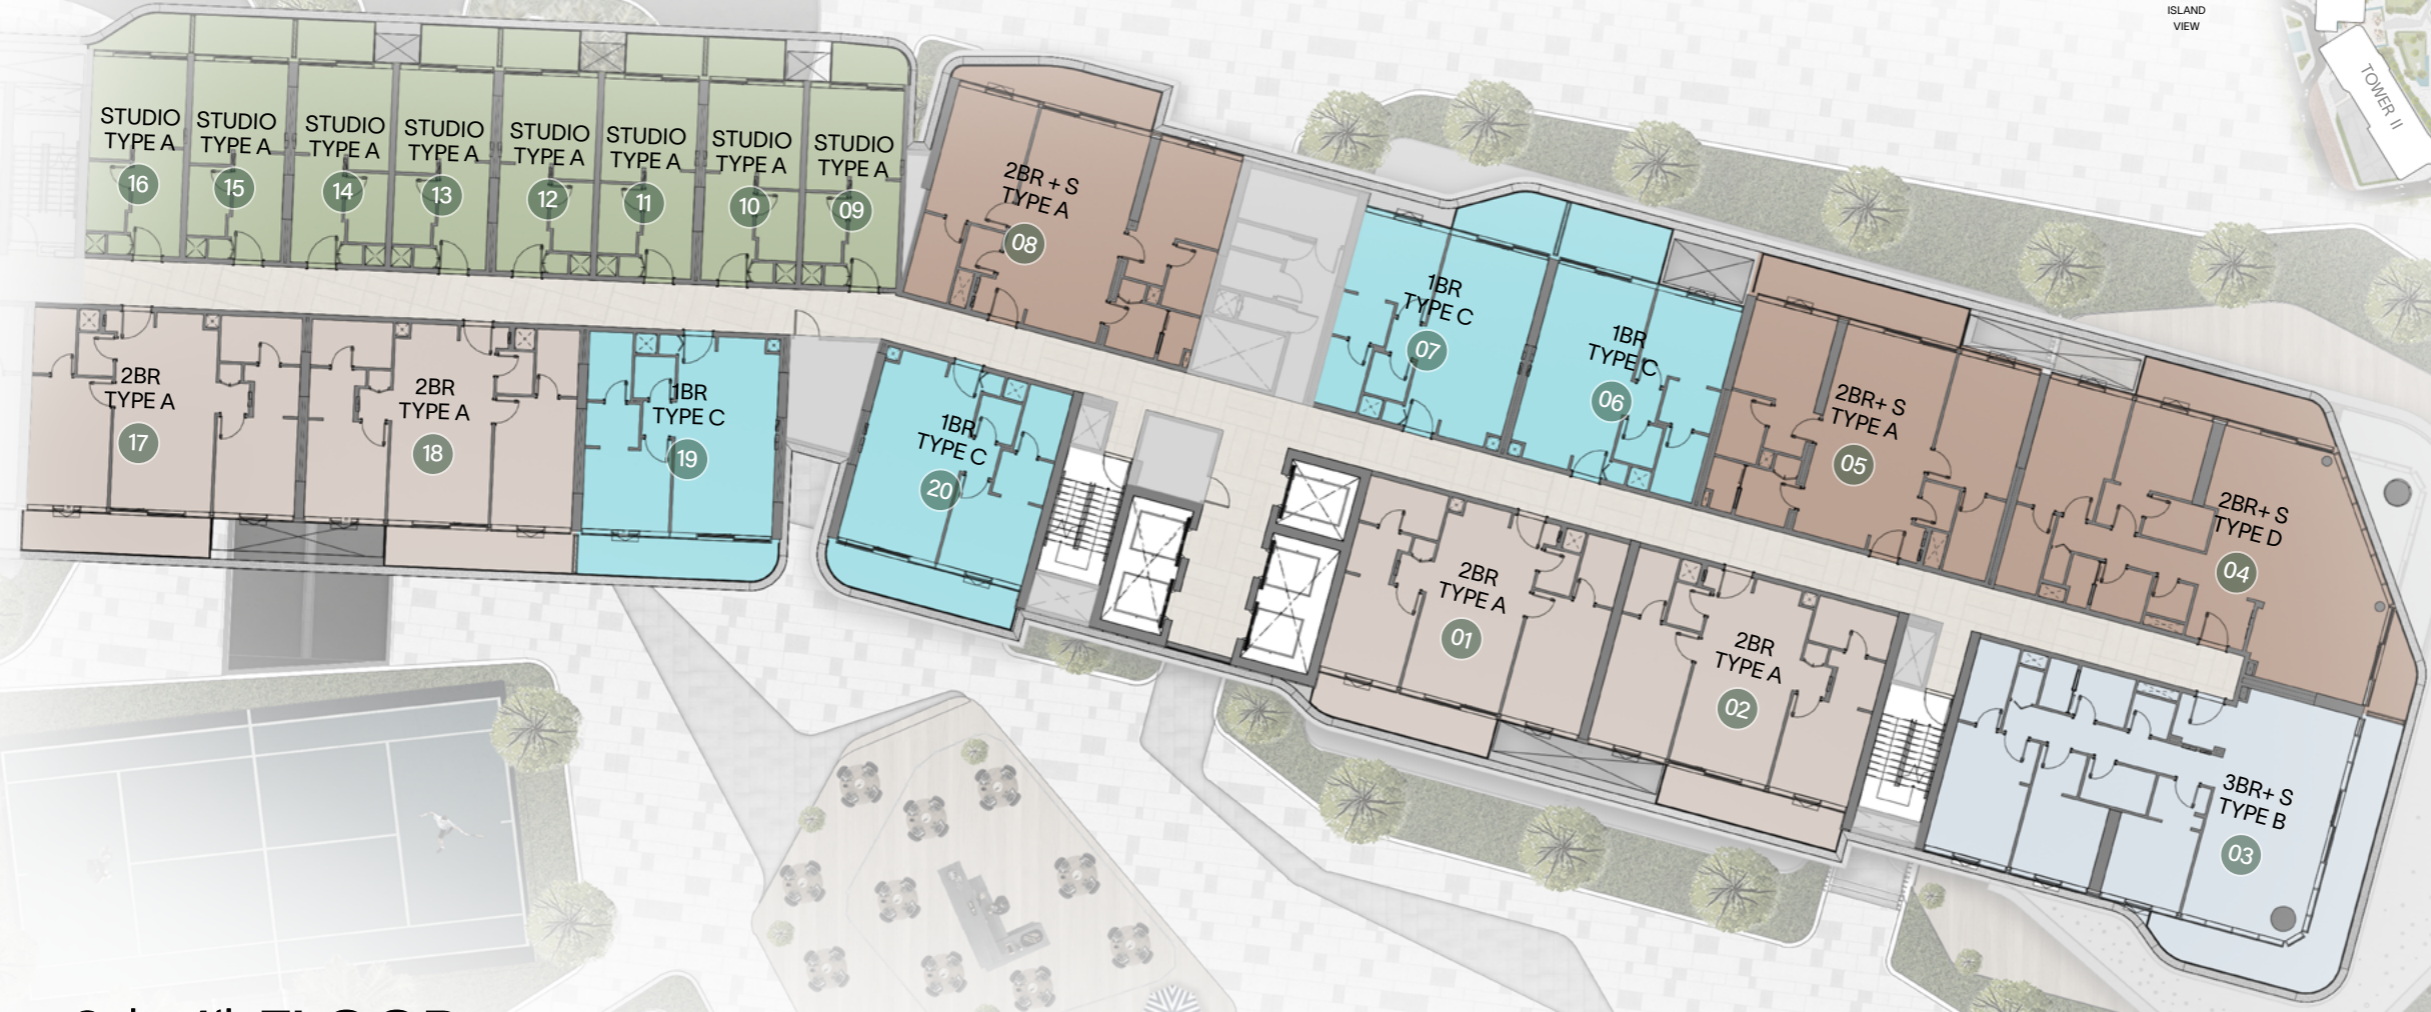 ISLAND
VIEW
TOWER II
STUDIO
TYPE A
16
STUDIO
TYPE A
15
STUDIO
TYPE A
14
STUDIO
TYPE A
13
STUDIO
TYPE A
12
STUDIO
TYPE A
11
STUDIO
TYPE A
10
STUDIO
TYPE A
09
2BR + S
TYPE A
08
1BR
TYPE C
07
1BR
TYPE C
06
2BR+ S
TYPE A
05
2BR+ S
TYPE D
04
2BR
TYPE A
17
2BR
TYPE A
18
1BR
TYPE C
19
1BR
TYPE C
20
2BR
TYPE A
01
2BR
TYPE A
02
3BR+ S
TYPE B
03
FLOOR